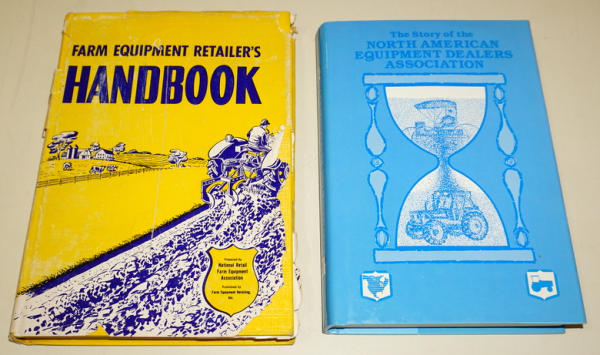 FARM EQUIPMENT RETAILER'S
HANDBOOK
Prepared by
National Retail
Farm Equipment
Association
Published by
Farm Equipment Retailing,
Inc.
The Story of the
NORTH AMERICAN
EQUIPMENT DEALERS
ASSOCIATION